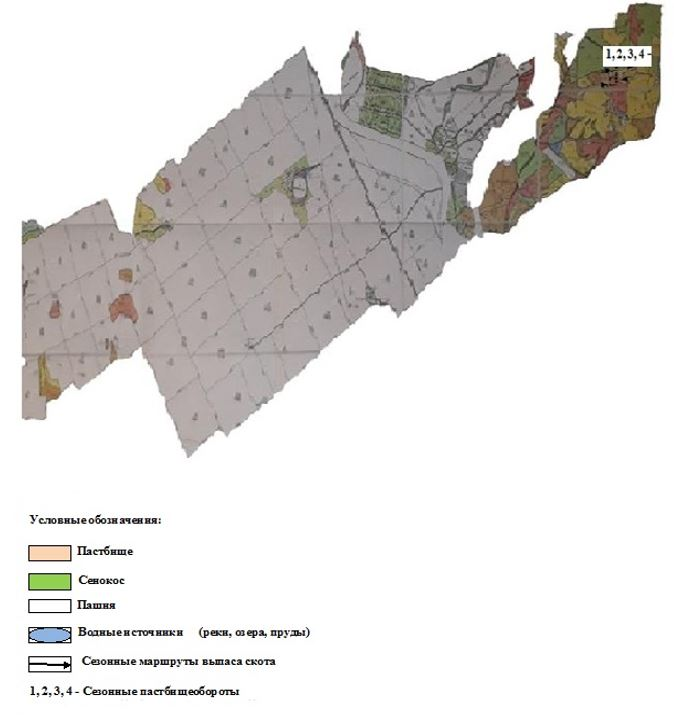 1, 2, 3, 4 -
Условные обозначения:
Пастбище
Сенокос
Пашня
Водные источники (реки, озера, пруды)
Сезонные маршруты выпаса скота
1, 2, 3, 4 - Сезонные пастбищеобороты